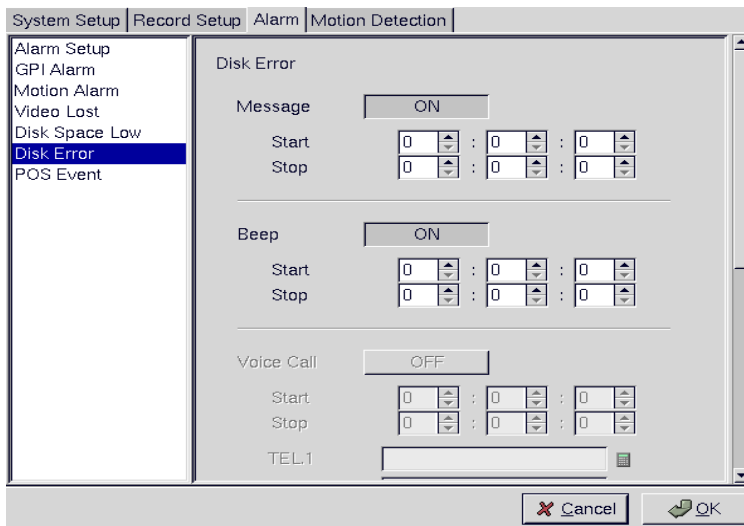 System Setup Record Setup Alarm Motion Detection
Alarm Setup
GPI Alarm
Motion Alarm
Video Lost
Disk Space Low
Disk Error
POS Event
Disk Error
Message ON
Start 0 : 0 : 0
Stop 0 : 0 : 0
Beep ON
Start 0 : 0 : 0
Stop 0 : 0 : 0
Voice Call OFF
Start 0 : 0 : 0
Stop 0 : 0 : 0
TEL.1
Cancel OK